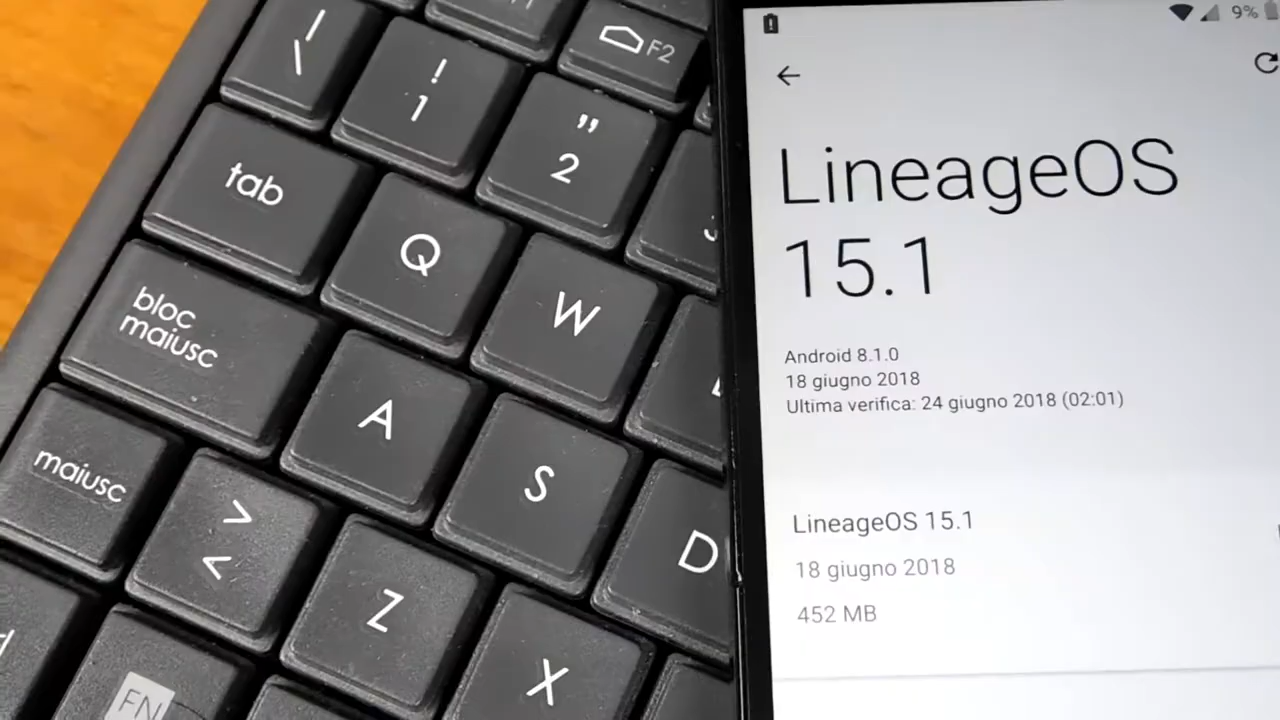 |
\
!
1
F2
"
2
tab
Q
W
bloc
maiusc
A
S
D
maiusc
>
<
Z
X
FN
9%
LineageOS
15.1
Android 8.1.0
18 giugno 2018
Ultima verifica: 24 giugno 2018 (02:01)
LineageOS 15.1
18 giugno 2018
452 MB